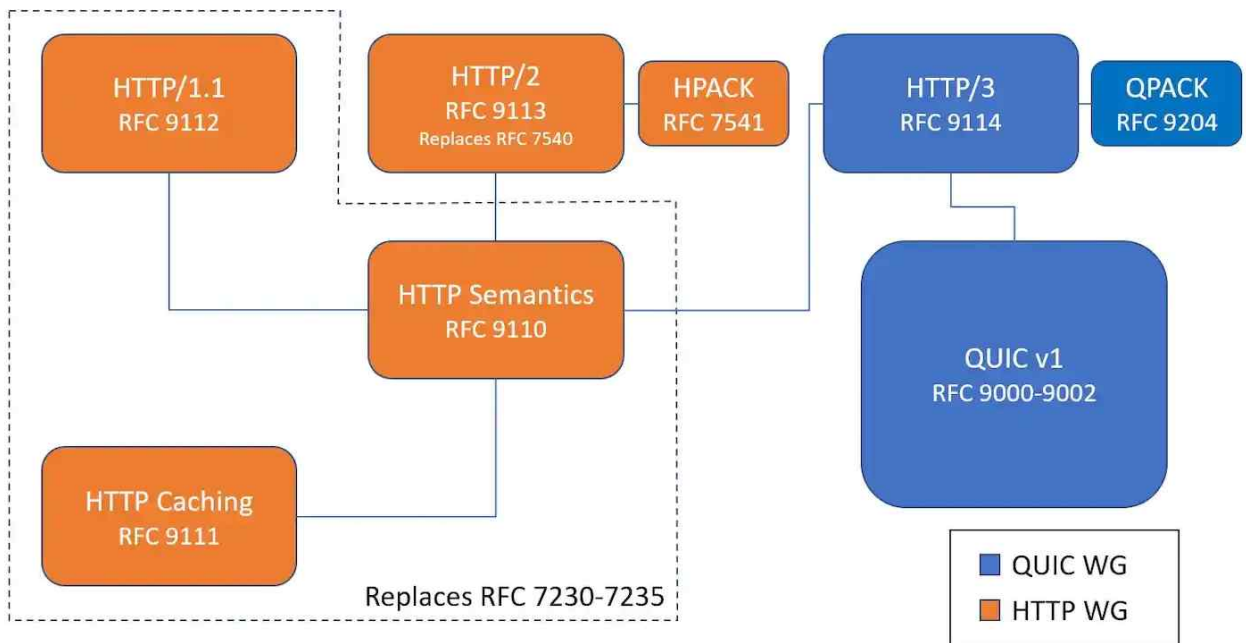 HTTP/1.1
RFC 9112
HTTP/2
RFC 9113
Replaces RFC 7540
HPACK
RFC 7541
HTTP/3
RFC 9114
QPACK
RFC 9204
HTTP Semantics
RFC 9110
QUIC v1
RFC 9000-9002
HTTP Caching
RFC 9111
Replaces RFC 7230-7235
QUIC WG
HTTP WG